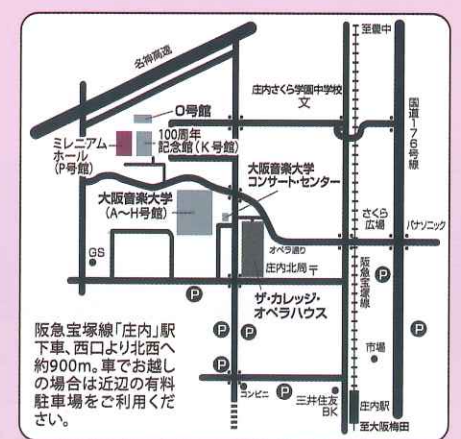 至豊中
名神高速
庄内さくら学園中学校
文
国道176号線
O号館
ミレニアム
ホール
(P号館)
100周年
記念館(K号館)
大阪音楽大学
コンサート・センター
大阪音楽大学
(A〜H号館)
さくら
広場
パナソニック
オペラ通り
GS
庄内北局〒
阪急宝塚線
P
ザ・カレッジ・
オペラハウス
P
P
P
P
阪急宝塚線「庄内」駅
下車、西口より北西へ
約900m。車でお越し
の場合は近辺の有料
駐車場をご利用くだ
さい。
市場
P
コンビニ
P
三井住友
BK
庄内駅
至大阪梅田